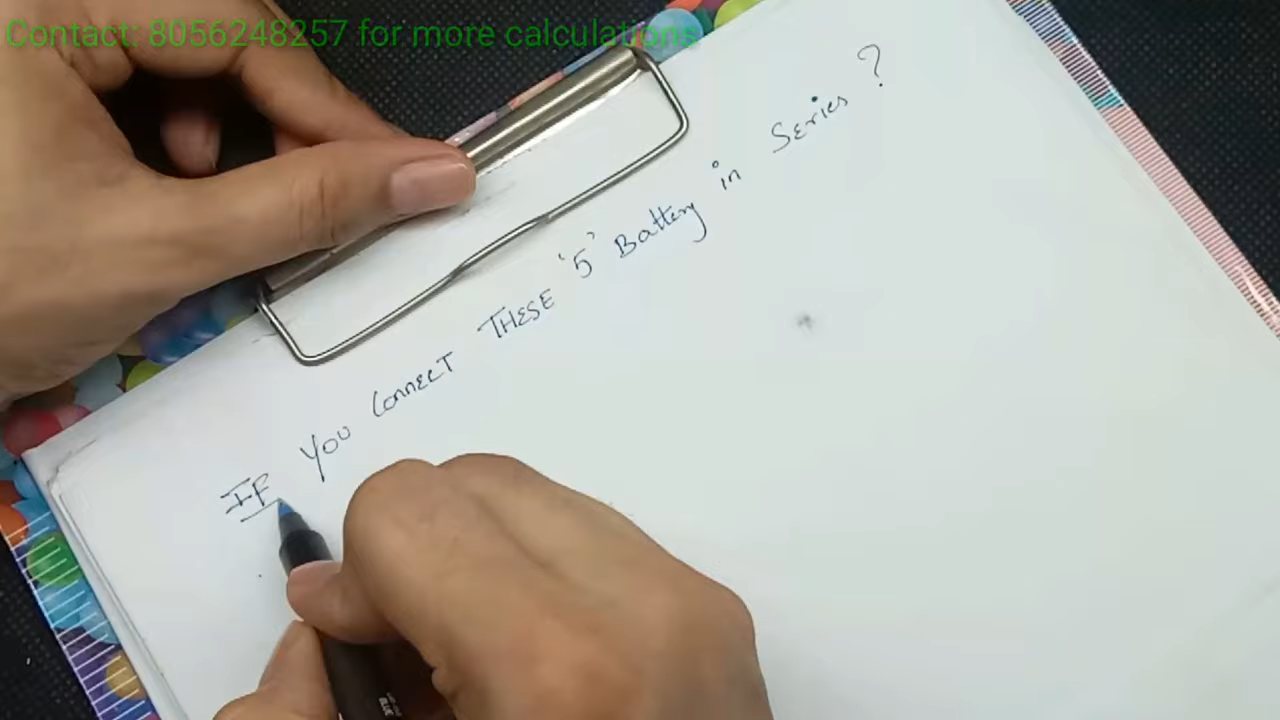 Contact: 8056248257 for more calculations
IF YOU CONNECT THESE '5' Battery in Series ?